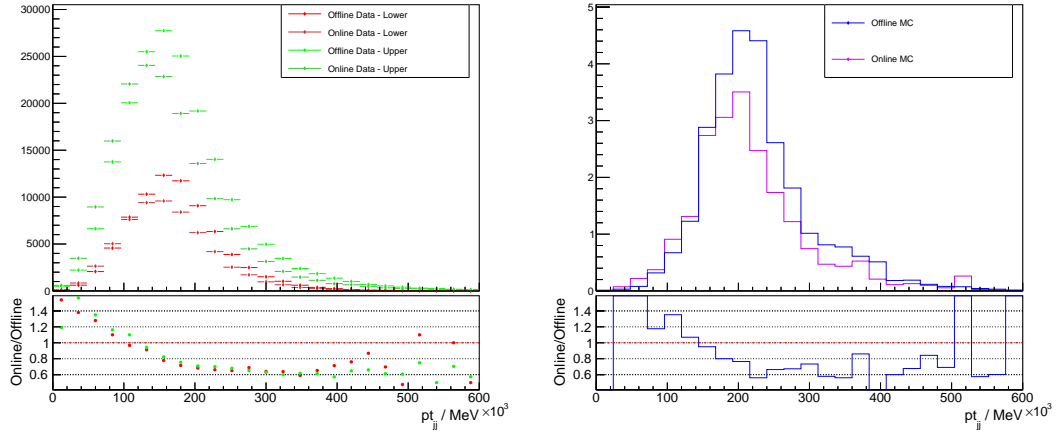 Offline Data - Lower
Online Data - Lower
Offline Data - Upper
Online Data - Upper
30000
25000
20000
15000
10000
5000
0
1.4
1.2
1
0.8
0.6
Online/Offline
0 100 200 300 400 500 600
pt_jj / MeV ×10³
Offline MC
Online MC
5
4
3
2
1
0
1.4
1.2
1
0.8
0.6
Online/Offline
0 100 200 300 400 500 600
pt_jj / MeV ×10³